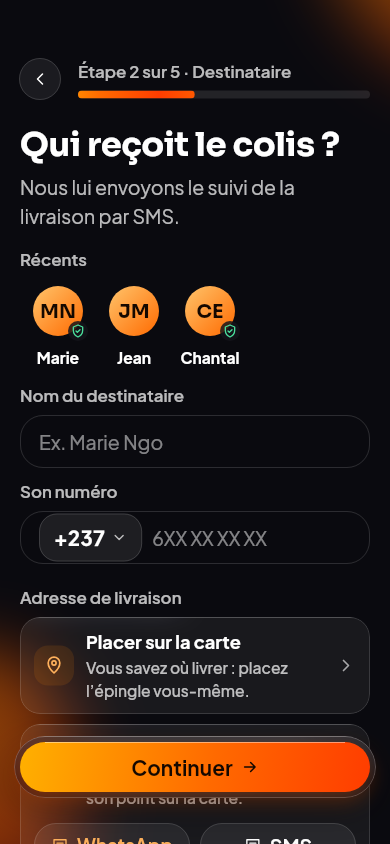 Étape 2 sur 5 · Destinataire
Qui reçoit le colis ?
Nous lui envoyons le suivi de la
livraison par SMS.
Récents
MN JM CE
Marie Jean Chantal
Nom du destinataire
Ex. Marie Ngo
Son numéro
+237 6XX XX XX XX
Adresse de livraison
Placer sur la carte
Vous savez où livrer : placez
l’épingle vous-même.
Continuer →
son point sur la carte.
WhatsApp SMS